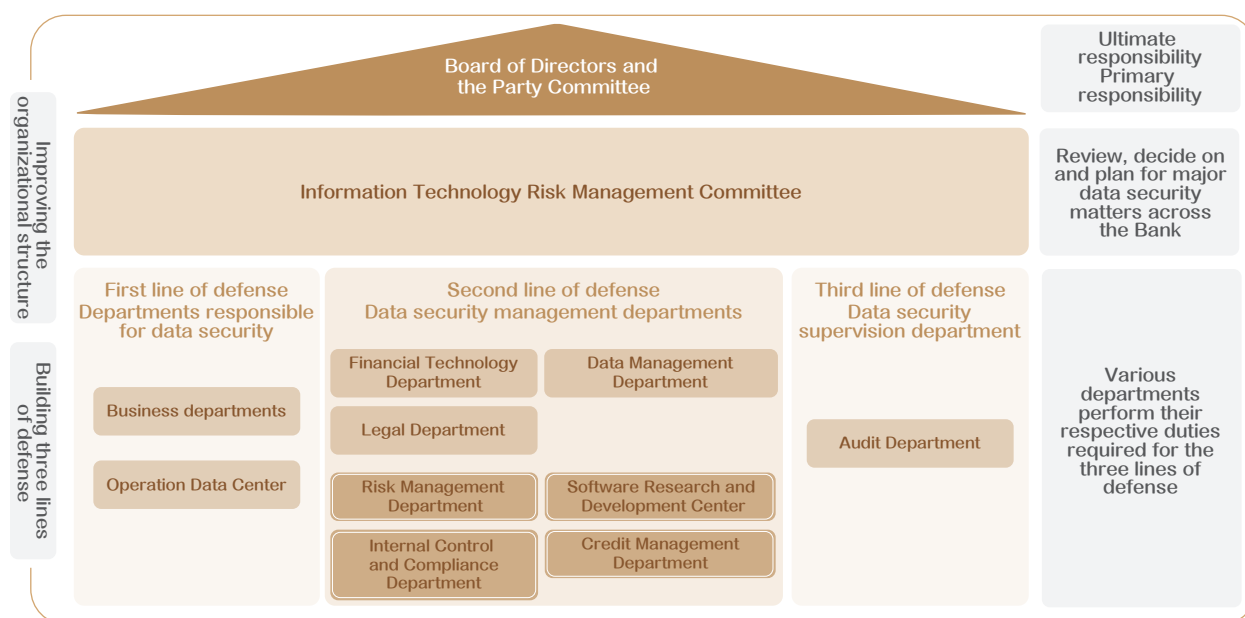 Board of Directors and
the Party Committee
Ultimate
responsibility
Primary
responsibility
Improving the
organizational structure
Information Technology Risk Management Committee
Review, decide on
and plan for major
data security
matters across
the Bank
Building three lines
of defense
First line of defense
Departments responsible
for data security
Business departments
Operation Data Center
Second line of defense
Data security management departments
Financial Technology
Department
Data Management
Department
Legal Department
Risk Management
Department
Software Research and
Development Center
Internal Control
and Compliance
Department
Credit Management
Department
Third line of defense
Data security
supervision department
Audit Department
Various
departments
perform their
respective duties
required for the
three lines of
defense